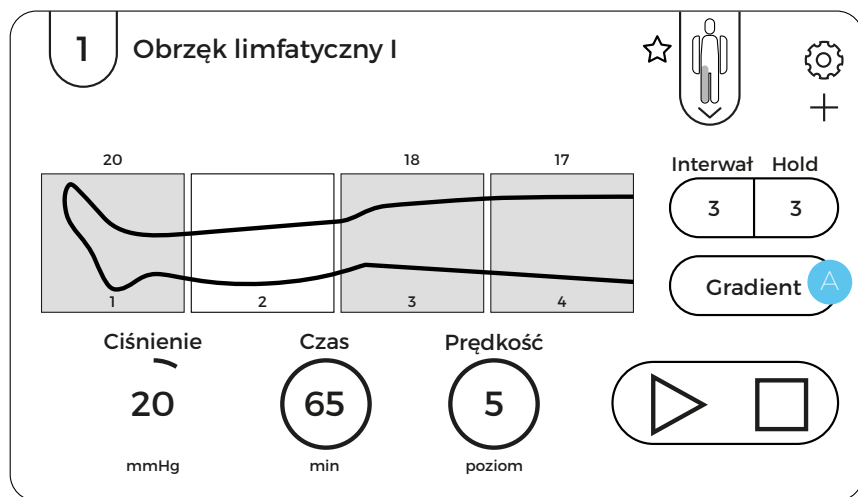 1
Obrzęk limfatyczny I
20 18 17
1 2 3 4
Interwał Hold
3 3
Gradient A
Ciśnienie Czas Prędkość
20 65 5
mmHg min poziom